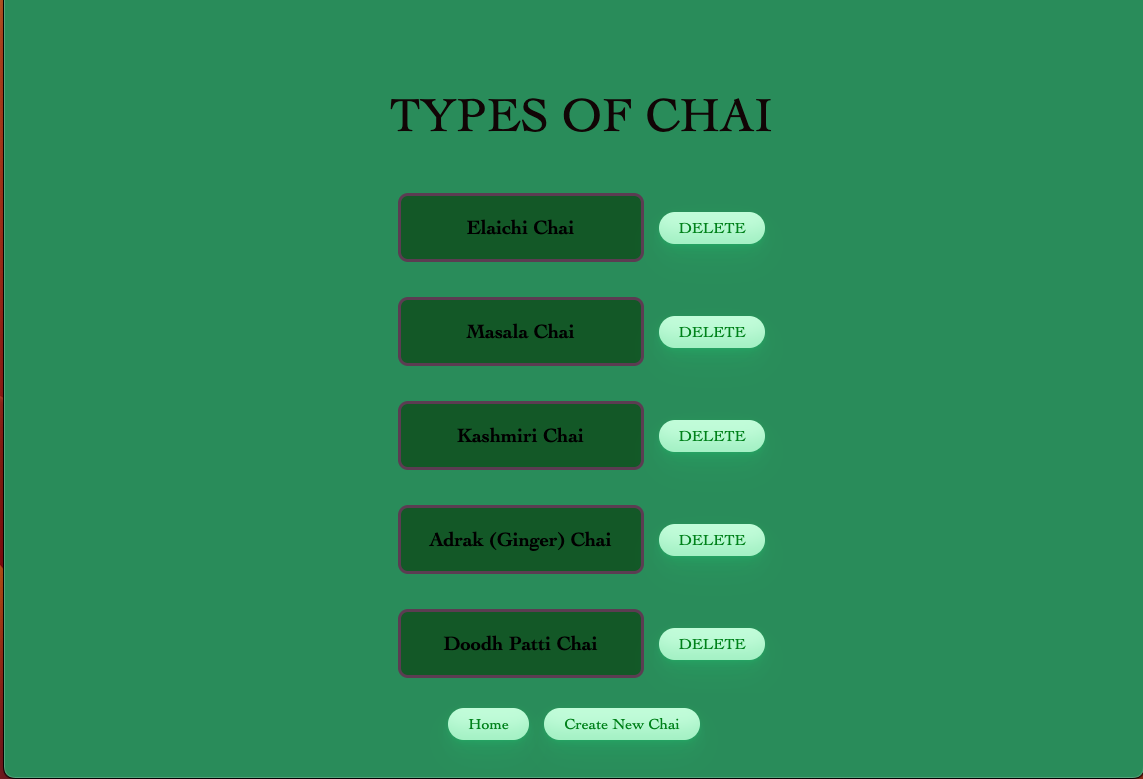 TYPES OF CHAI
Elaichi Chai
DELETE
Masala Chai
DELETE
Kashmiri Chai
DELETE
Adrak (Ginger) Chai
DELETE
Doodh Patti Chai
DELETE
Home
Create New Chai